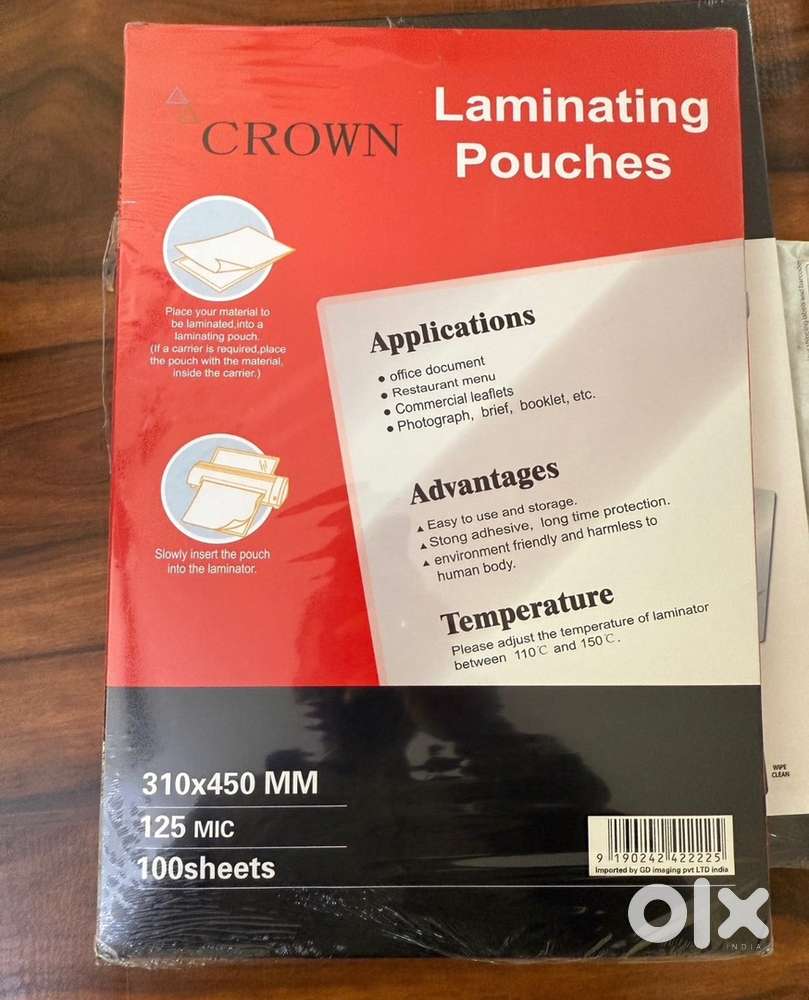 Laminating
Pouches
CROWN
Place your material to
be laminated,into a
laminating pouch.
(If a carrier is required,place
the pouch with the material,
inside the carrier.)
Slowly insert the pouch
into the laminator.
Applications
● office document
● Restaurant menu
● Commercial leaflets
● Photograph, brief, booklet, etc.
Advantages
▲ Easy to use and storage.
▲ Stong adhesive, long time protection.
▲ environment friendly and harmless to
human body.
Temperature
Please adjust the temperature of laminator
between 110℃ and 150℃.
310x450 MM
125 MIC
100sheets
9 190242 422225
Imported by GD imaging pvt LTD india
WIPE
CLEAN
olx
INDIA